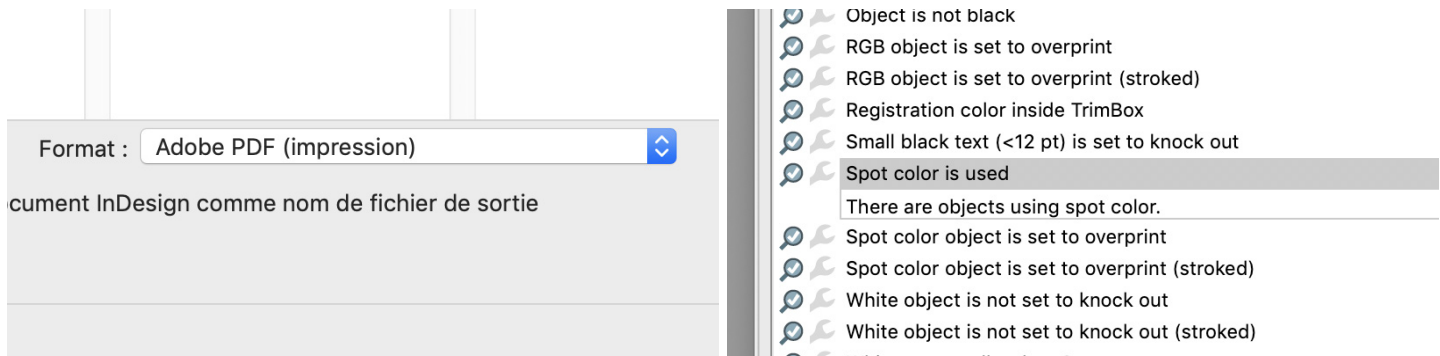 Format : Adobe PDF (impression)
cument InDesign comme nom de fichier de sortie
Object is not black
RGB object is set to overprint
RGB object is set to overprint (stroked)
Registration color inside TrimBox
Small black text (<12 pt) is set to knock out
Spot color is used
There are objects using spot color.
Spot color object is set to overprint
Spot color object is set to overprint (stroked)
White object is not set to knock out
White object is not set to knock out (stroked)